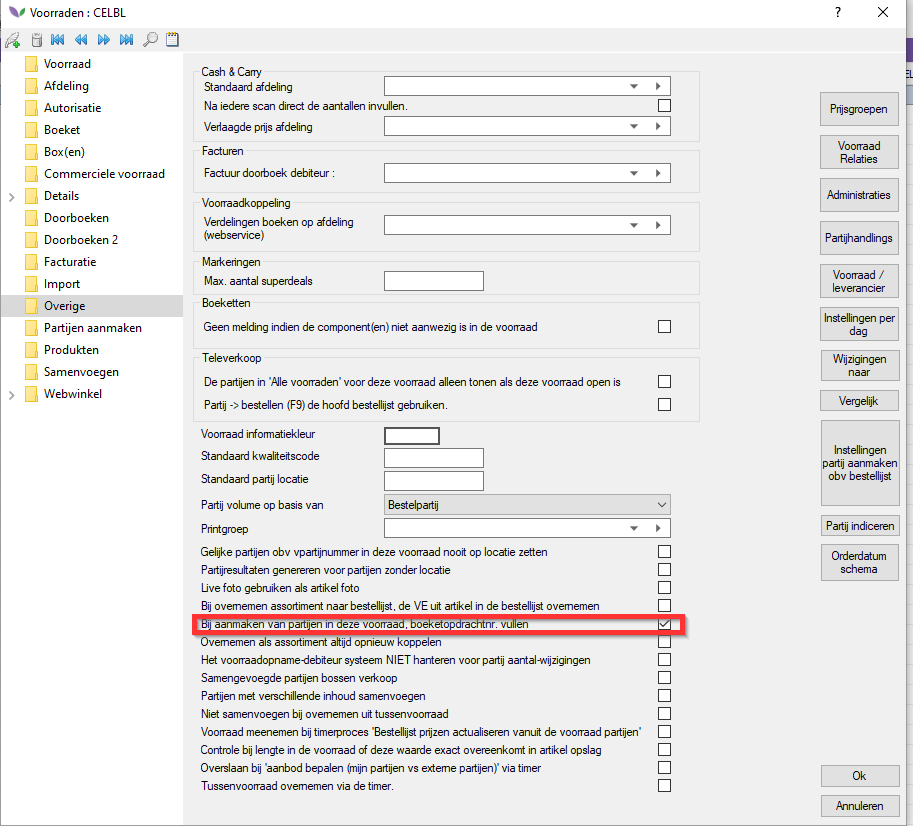 Voorraden : CELBL
?
Voorraad
Afdeling
Autorisatie
Boeket
Box(en)
Commerciele voorraad
Details
Doorboeken
Doorboeken 2
Facturatie
Import
Overige
Partijen aanmaken
Produkten
Samenvoegen
Webwinkel
Cash & Carry
Standaard afdeling
Na iedere scan direct de aantallen invullen.
Verlaagde prijs afdeling
Facturen
Factuur doorboek debiteur :
Voorraadkoppeling
Verdelingen boeken op afdeling
(webservice)
Markeringen
Max. aantal superdeals
Boeketten
Geen melding indien de component(en) niet aanwezig is in de voorraad
Televerkoop
De partijen in 'Alle voorraden' voor deze voorraad alleen tonen als deze voorraad open is
Partij -> bestellen (F9) de hoofd bestellijst gebruiken.
Voorraad informatiekleur
Standaard kwaliteitscode
Standaard partij locatie
Partij volume op basis van
Bestelpartij
Printgroep
Gelijke partijen obv vpartijnummer in deze voorraad nooit op locatie zetten
Partijresultaten genereren voor partijen zonder locatie
Live foto gebruiken als artikel foto
Bij overnemen assortiment naar bestellijst, de VE uit artikel in de bestellijst overnemen
Bij aanmaken van partijen in deze voorraad, boeketopdrachtnr. vullen
Overnemen als assortiment altijd opnieuw koppelen
Het voorraadopname-debiteur systeem NIET hanteren voor partij aantal-wijzigingen
Samengevoegde partijen bossen verkoop
Partijen met verschillende inhoud samenvoegen
Niet samenvoegen bij overnemen uit tussenvoorraad
Voorraad meenemen bij timerproces 'Bestellijst prijzen actualiseren vanuit de voorraad partijen'
Controle bij lengte in de voorraad of deze waarde exact overeenkomt in artikel opslag
Overslaan bij 'aanbod bepalen (mijn partijen vs externe partijen)' via timer
Tussenvoorraad overnemen via de timer.
Prijsgroepen
Voorraad
Relaties
Administraties
Partijhandlings
Voorraad /
leverancier
Instellingen per
dag
Wijzigingen
naar
Vergelijk
Instellingen
partij aanmaken
obv bestellijst
Partij indiceren
Orderdatum
schema
Ok
Annuleren